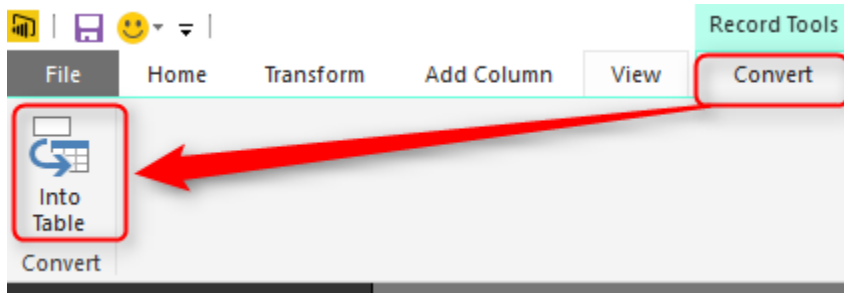 Record Tools
File Home Transform Add Column View Convert
Into
Table
Convert